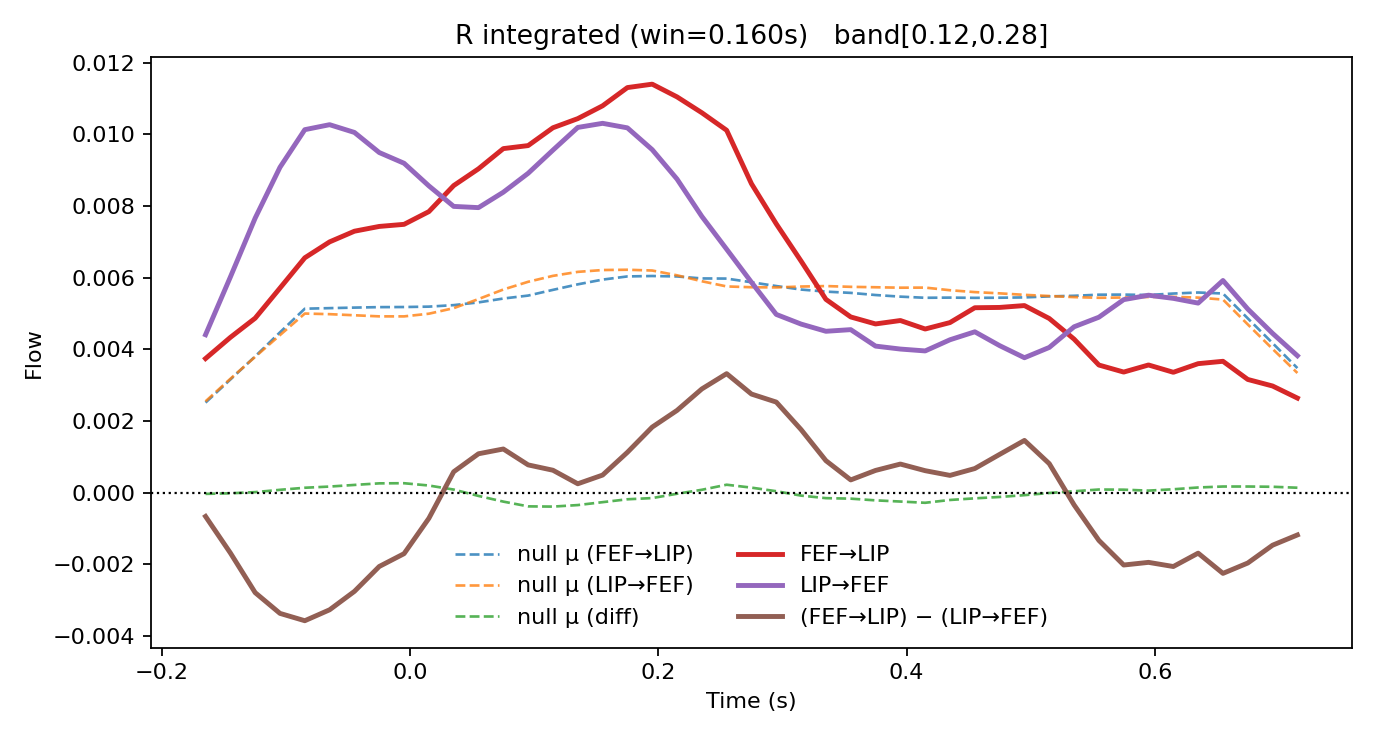 R integrated (win=0.160s)   band[0.12,0.28]
0.012
0.010
0.008
0.006
0.004
0.002
0.000
−0.002
−0.004
Flow
null μ (FEF→LIP)
null μ (LIP→FEF)
null μ (diff)
FEF→LIP
LIP→FEF
(FEF→LIP) − (LIP→FEF)
−0.2
0.0
0.2
0.4
0.6
Time (s)